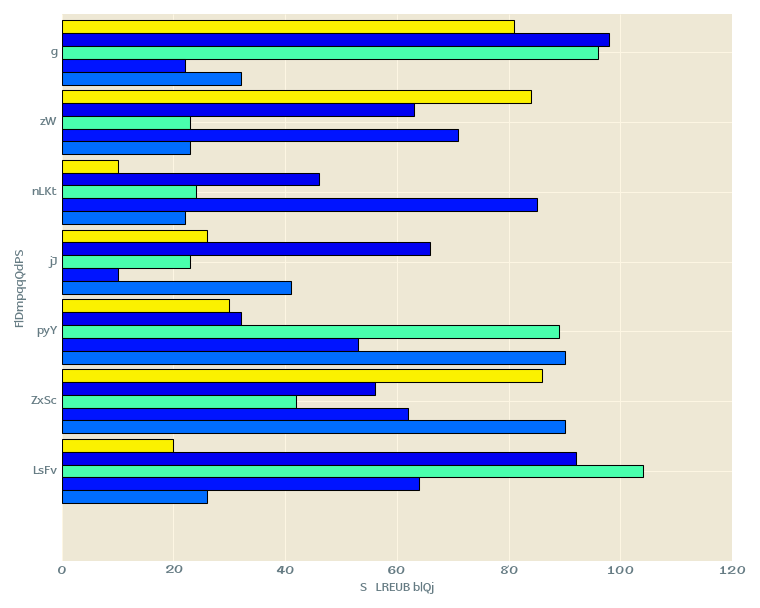 g
zW
nLKt
jJ
pyY
ZxSc
LsFv
FlDmpqqQdPS
0 20 40 60 80 100 120
S LREUB blQj